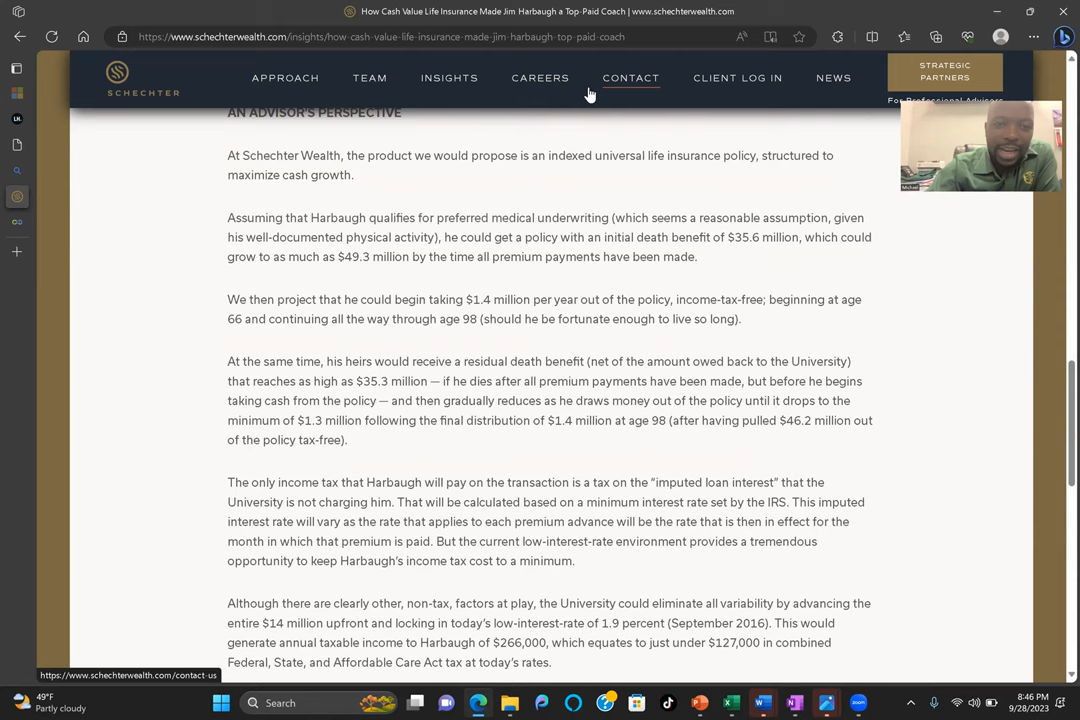 How Cash Value Life Insurance Made Jim Harbaugh a Top-Paid Coach | www.schechterwealth.com
https://www.schechterwealth.com/insights/how-cash-value-life-insurance-made-jim-harbaugh-top-paid-coach
SCHECHTER
APPROACH
TEAM
INSIGHTS
CAREERS
CONTACT
CLIENT LOG IN
NEWS
STRATEGIC
PARTNERS
For Professional Advisors
AN ADVISOR'S PERSPECTIVE
At Schechter Wealth, the product we would propose is an indexed universal life insurance policy, structured to
maximize cash growth.
Assuming that Harbaugh qualifies for preferred medical underwriting (which seems a reasonable assumption, given
his well-documented physical activity), he could get a policy with an initial death benefit of $35.6 million, which could
grow to as much as $49.3 million by the time all premium payments have been made.
We then project that he could begin taking $1.4 million per year out of the policy, income-tax-free; beginning at age
66 and continuing all the way through age 98 (should he be fortunate enough to live so long).
At the same time, his heirs would receive a residual death benefit (net of the amount owed back to the University)
that reaches as high as $35.3 million — if he dies after all premium payments have been made, but before he begins
taking cash from the policy — and then gradually reduces as he draws money out of the policy until it drops to the
minimum of $1.3 million following the final distribution of $1.4 million at age 98 (after having pulled $46.2 million out
of the policy tax-free).
The only income tax that Harbaugh will pay on the transaction is a tax on the "imputed loan interest" that the
University is not charging him. That will be calculated based on a minimum interest rate set by the IRS. This imputed
interest rate will vary as the rate that applies to each premium advance will be the rate that is then in effect for the
month in which that premium is paid. But the current low-interest-rate environment provides a tremendous
opportunity to keep Harbaugh's income tax cost to a minimum.
Although there are clearly other, non-tax, factors at play, the University could eliminate all variability by advancing the
entire $14 million upfront and locking in today's low-interest-rate of 1.9 percent (September 2016). This would
generate annual taxable income to Harbaugh of $266,000, which equates to just under $127,000 in combined
Federal, State, and Affordable Care Act tax at today's rates.
Michael
https://www.schechterwealth.com/contact-us
49°F
Partly cloudy
Search
8:46 PM
9/28/2023